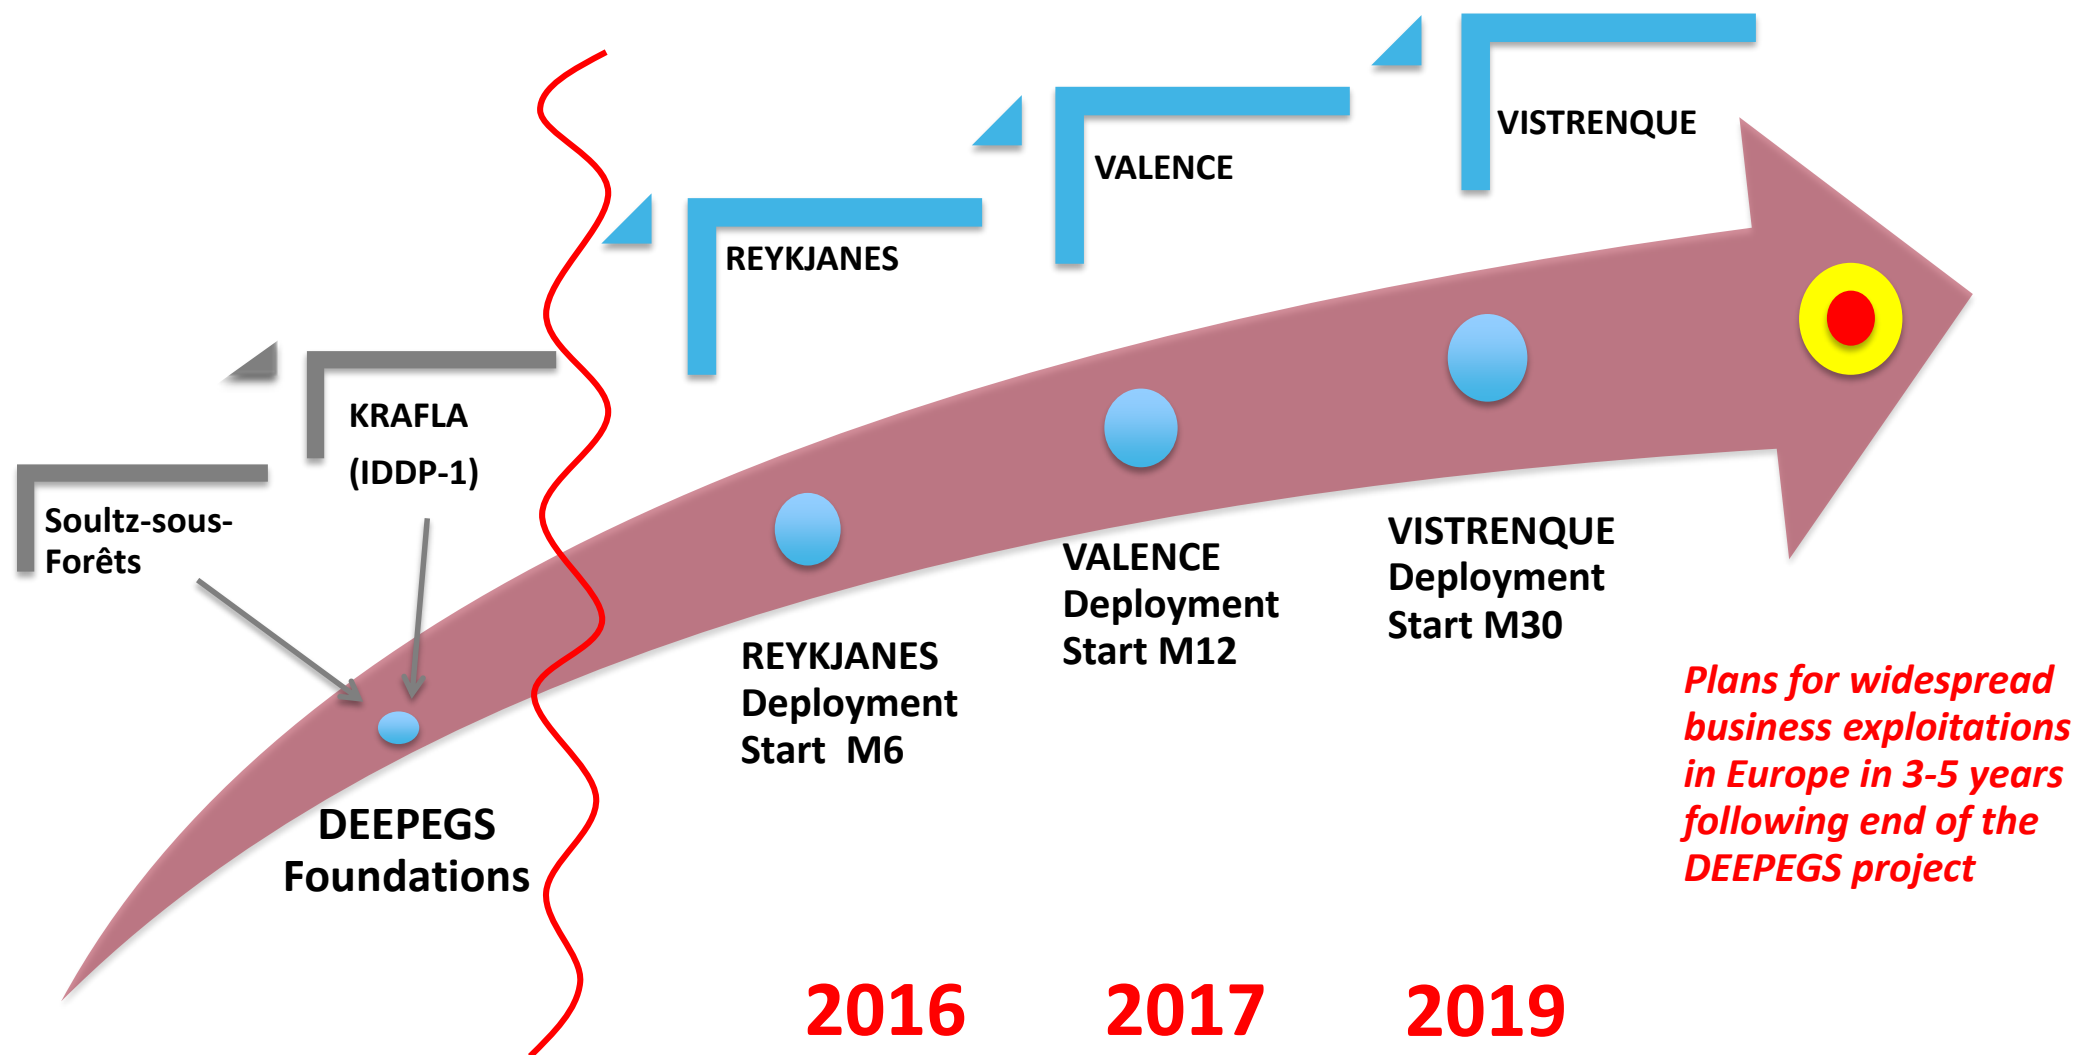 VISTRENQUE
VALENCE
REYKJANES
KRAFLA
(IDDP-1)
Soultz-sous-
Forêts
DEEPEGS
Foundations
REYKJANES
Deployment
Start  M6
VALENCE
Deployment
Start M12
VISTRENQUE
Deployment
Start M30
Plans for widespread
business exploitations
in Europe in 3-5 years
following end of the
DEEPEGS project
2016
2017
2019